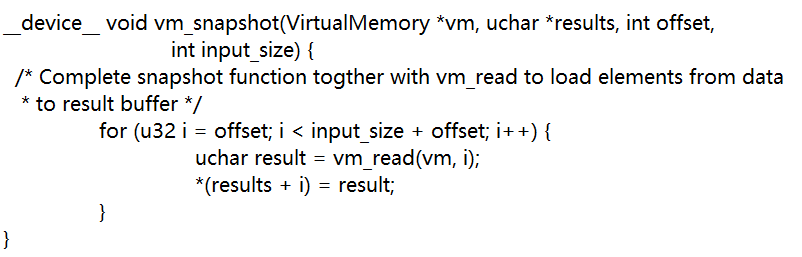 __device__ void vm_snapshot(VirtualMemory *vm, uchar *results, int offset,
int input_size) {
/* Complete snapshot function togther with vm_read to load elements from data
* to result buffer */
for (u32 i = offset; i < input_size + offset; i++) {
uchar result = vm_read(vm, i);
*(results + i) = result;
}
}